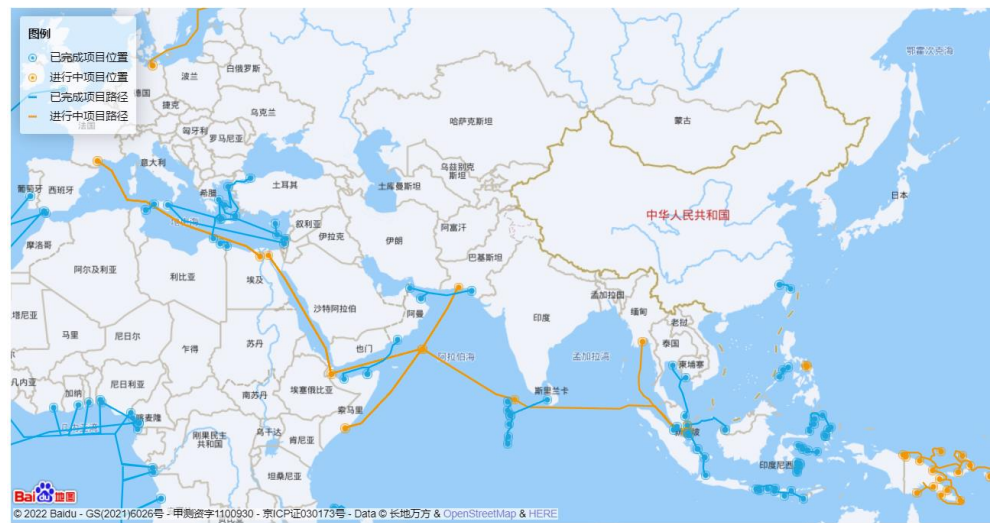 图例
已完成项目位置
进行中项目位置
已完成项目路径
进行中项目路径
鄂霍次克海
白俄罗斯
波兰
德国
捷克
乌克兰
法国
匈牙利
罗马尼亚
哈萨克斯坦
蒙古
意大利
乌兹别克
斯坦
葡萄牙
西班牙
希腊
土耳其
土库曼斯坦
日本
中华人民共和国
叙利亚
伊拉克
伊朗
阿富汗
摩洛哥
巴基斯坦
阿尔及利亚
利比亚
埃及
沙特阿拉伯
阿曼
印度
孟加拉国
缅甸
老挝
塔尼亚
马里
尼日尔
乍得
苏丹
也门
阿拉伯海
孟加拉湾
泰国
柬埔寨
几内亚
加纳
尼日利亚
南苏丹
埃塞俄比亚
斯里兰卡
喀麦隆
索马里
刚果民主
共和国
乌干达
肯尼亚
坦桑尼亚
印度尼西
Bai du 地图
© 2022 Baidu - GS(2021)6026号 - 甲测资字1100930 - 京ICP证030173号 - Data © 长地万方 & OpenStreetMap & HERE